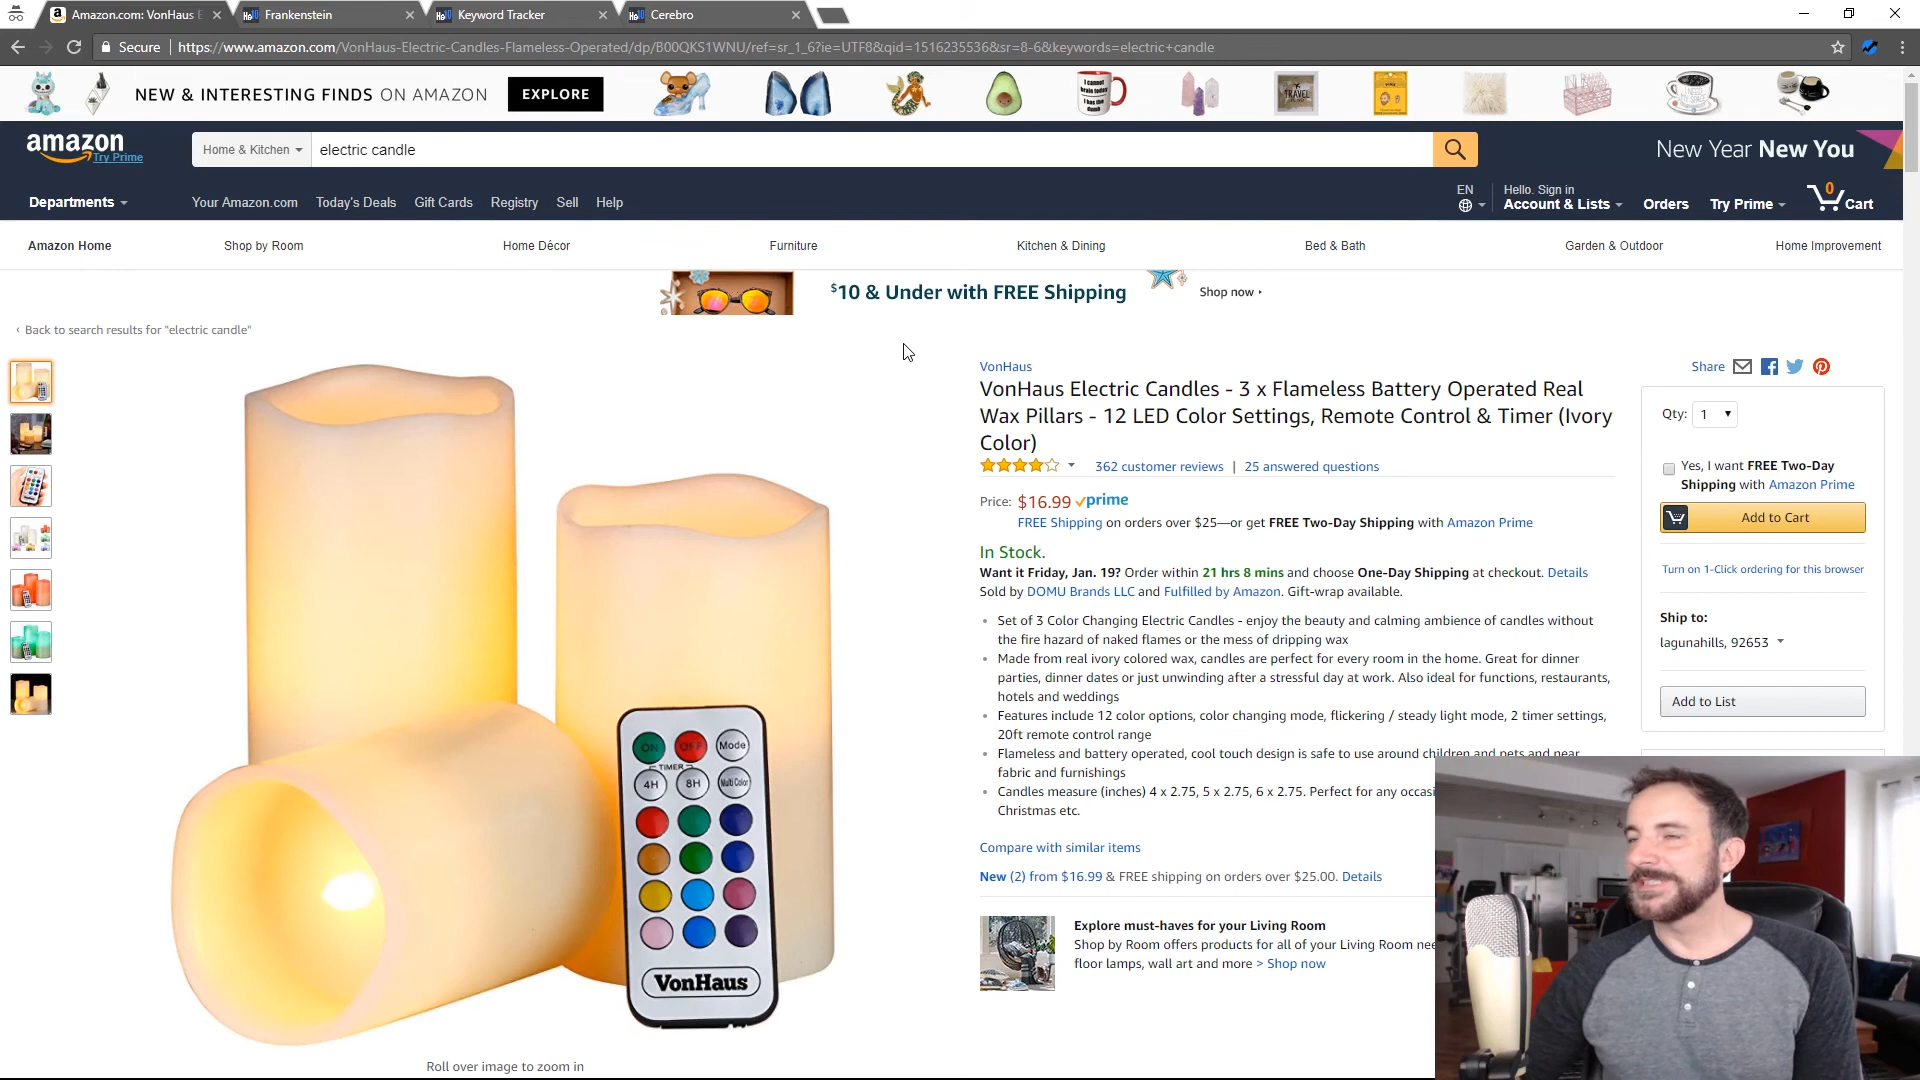 Amazon.com: VonHaus E
Frankenstein
Keyword Tracker
Cerebro
Secure
https://www.amazon.com/VonHaus-Electric-Candles-Flameless-Operated/dp/B00QKS1WNU/ref=sr_1_6?ie=UTF8&qid=1516235536&sr=8-6&keywords=electric+candle
NEW & INTERESTING FINDS ON AMAZON
EXPLORE
TRAVEL
amazon
Try Prime
Home & Kitchen
electric candle
New Year New You
Departments
Your Amazon.com
Today's Deals
Gift Cards
Registry
Sell
Help
EN
Hello. Sign in
Account & Lists
Orders
Try Prime
0
Cart
Amazon Home
Shop by Room
Home Décor
Furniture
Kitchen & Dining
Bed & Bath
Garden & Outdoor
Home Improvement
$10 & Under with FREE Shipping
Shop now ›
‹ Back to search results for "electric candle"
VonHaus
VonHaus Electric Candles - 3 x Flameless Battery Operated Real
Wax Pillars - 12 LED Color Settings, Remote Control & Timer (Ivory
Color)
362 customer reviews | 25 answered questions
Price: $16.99 prime
FREE Shipping on orders over $25—or get FREE Two-Day Shipping with Amazon Prime
In Stock.
Want it Friday, Jan. 19? Order within 21 hrs 8 mins and choose One-Day Shipping at checkout. Details
Sold by DOMU Brands LLC and Fulfilled by Amazon. Gift-wrap available.
• Set of 3 Color Changing Electric Candles - enjoy the beauty and calming ambience of candles without
the fire hazard of naked flames or the mess of dripping wax
• Made from real ivory colored wax, candles are perfect for every room in the home. Great for dinner
parties, dinner dates or just unwinding after a stressful day at work. Also ideal for functions, restaurants,
hotels and weddings
• Features include 12 color options, color changing mode, flickering / steady light mode, 2 timer settings,
20ft remote control range
• Flameless and battery operated, cool touch design is safe to use around children and pets and near
fabric and furnishings
• Candles measure (inches) 4 x 2.75, 5 x 2.75, 6 x 2.75. Perfect for any occasi
Christmas etc.
Compare with similar items
New (2) from $16.99 & FREE shipping on orders over $25.00. Details
Explore must-haves for your Living Room
Shop by Room offers products for all of your Living Room nee
floor lamps, wall art and more > Shop now
Share
Qty: 1
Yes, I want FREE Two-Day
Shipping with Amazon Prime
Add to Cart
Turn on 1-Click ordering for this browser
Ship to:
lagunahills, 92653
Add to List
ON
OFF
Mode
TIMER
4H
8H
Multi Color
VonHaus
Roll over image to zoom in